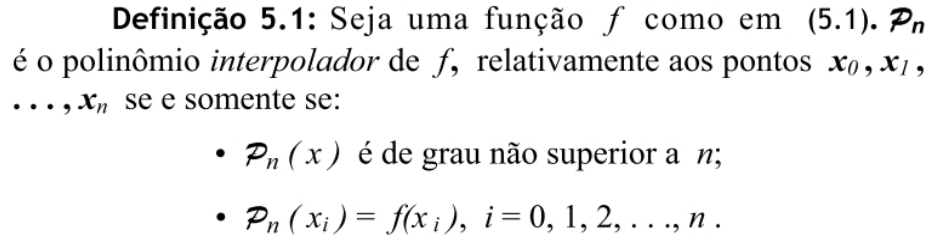 Definição 5.1: Seja uma função f como em (5.1). 𝒫n
é o polinômio interpolador de f, relativamente aos pontos x0, x1,
..., xn se e somente se:
• 𝒫n (x) é de grau não superior a n;
• 𝒫n (xi) = f(xi), i = 0, 1, 2, . . ., n .